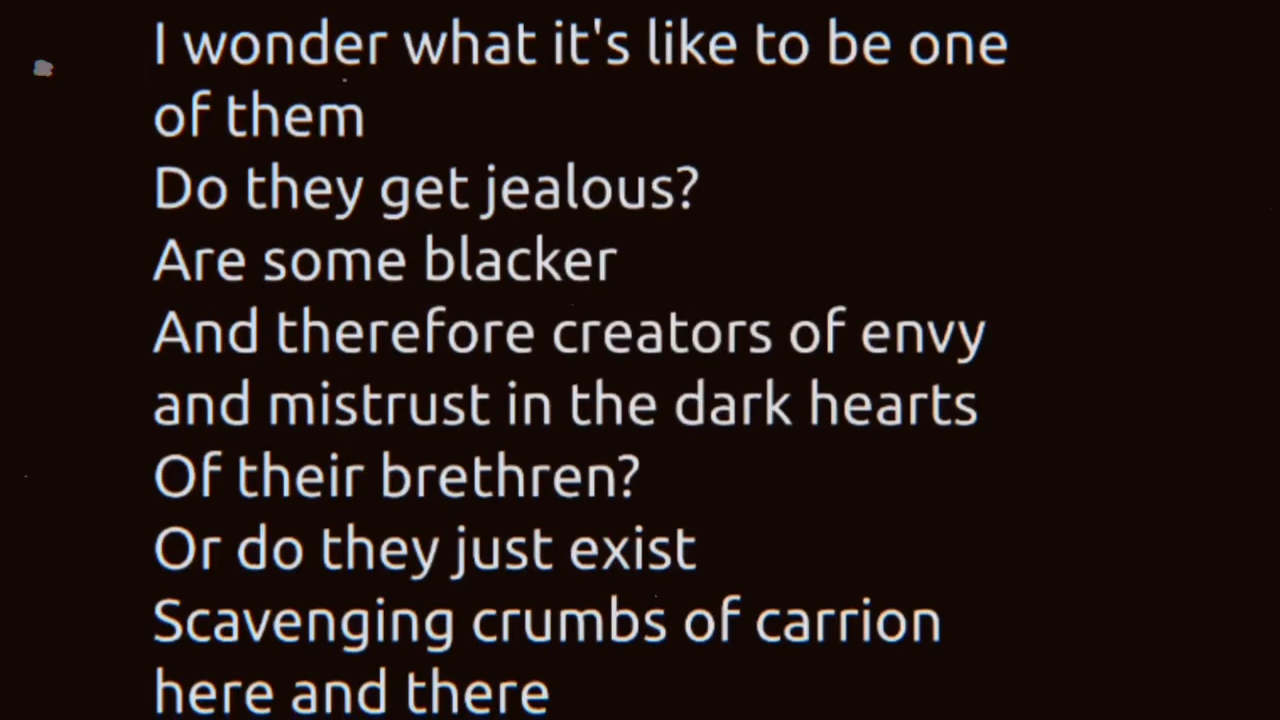 I wonder what it's like to be one
of them
Do they get jealous?
Are some blacker
And therefore creators of envy
and mistrust in the dark hearts
Of their brethren?
Or do they just exist
Scavenging crumbs of carrion
here and there